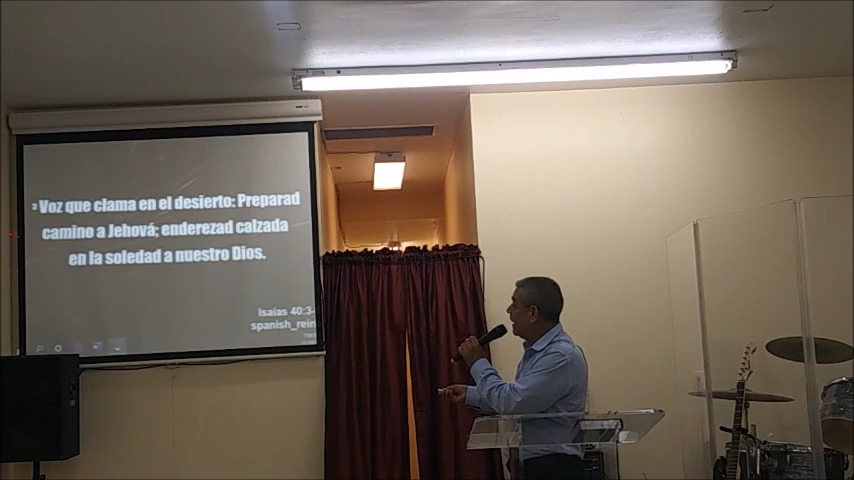 3 Voz que clama en el desierto: Preparad
camino a Jehová; enderezad calzada
en la soledad a nuestro Dios.
Isaías 40:3-
spanish_rein